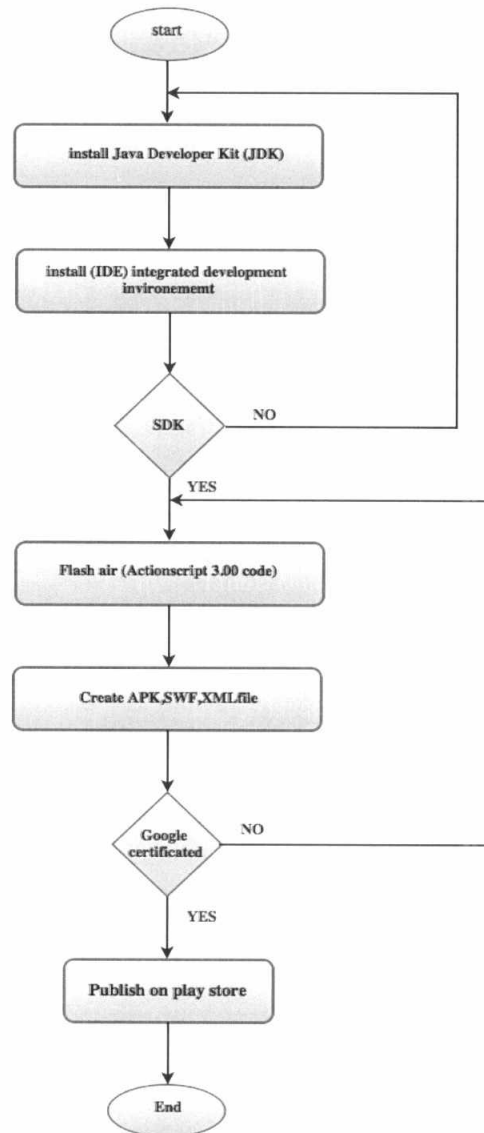 start
install Java Developer Kit (JDK)
install (IDE) integrated development
invironememt
SDK
NO
YES
Flash air (Actionscript 3.00 code)
Create APK,SWF,XMLfile
Google
certificated
NO
YES
Publish on play store
End